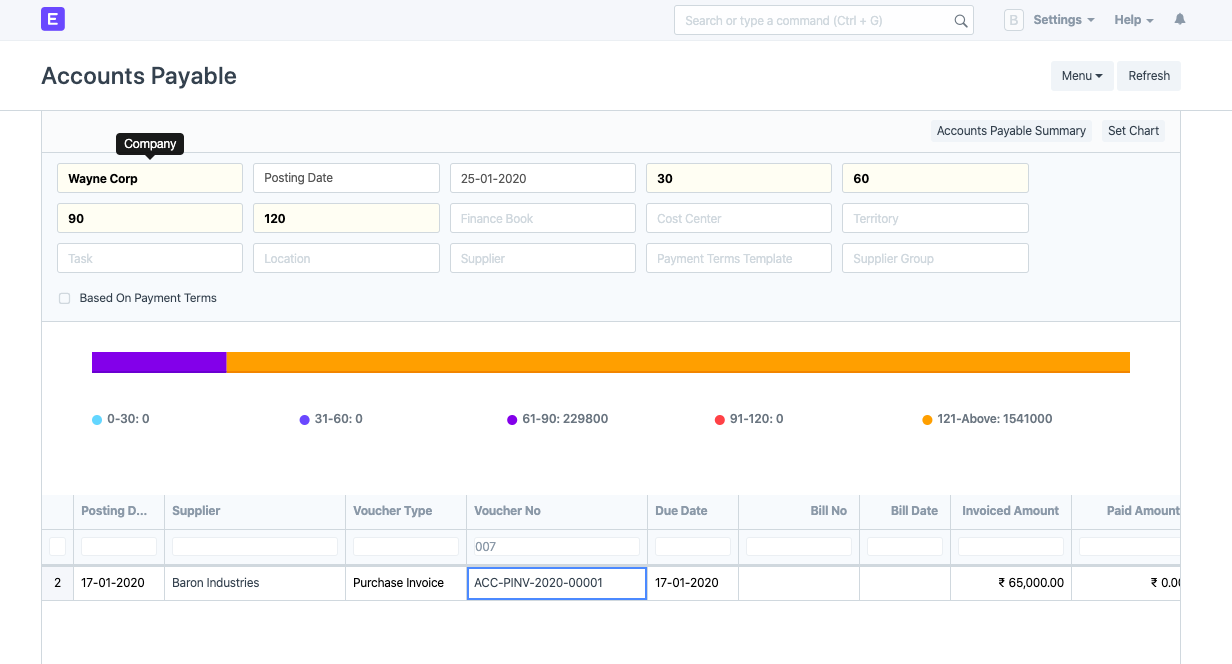 E
Search or type a command (Ctrl + G)
B Settings Help
Accounts Payable
Menu Refresh
Accounts Payable Summary Set Chart
Company
Wayne Corp Posting Date 25-01-2020 30 60
90 120 Finance Book Cost Center Territory
Task Location Supplier Payment Terms Template Supplier Group
Based On Payment Terms
0-30: 0 31-60: 0 61-90: 229800 91-120: 0 121-Above: 1541000
Posting D... Supplier Voucher Type Voucher No Due Date Bill No Bill Date Invoiced Amount Paid Amount
007
2 17-01-2020 Baron Industries Purchase Invoice ACC-PINV-2020-00001 17-01-2020 ₹ 65,000.00 ₹ 0.00